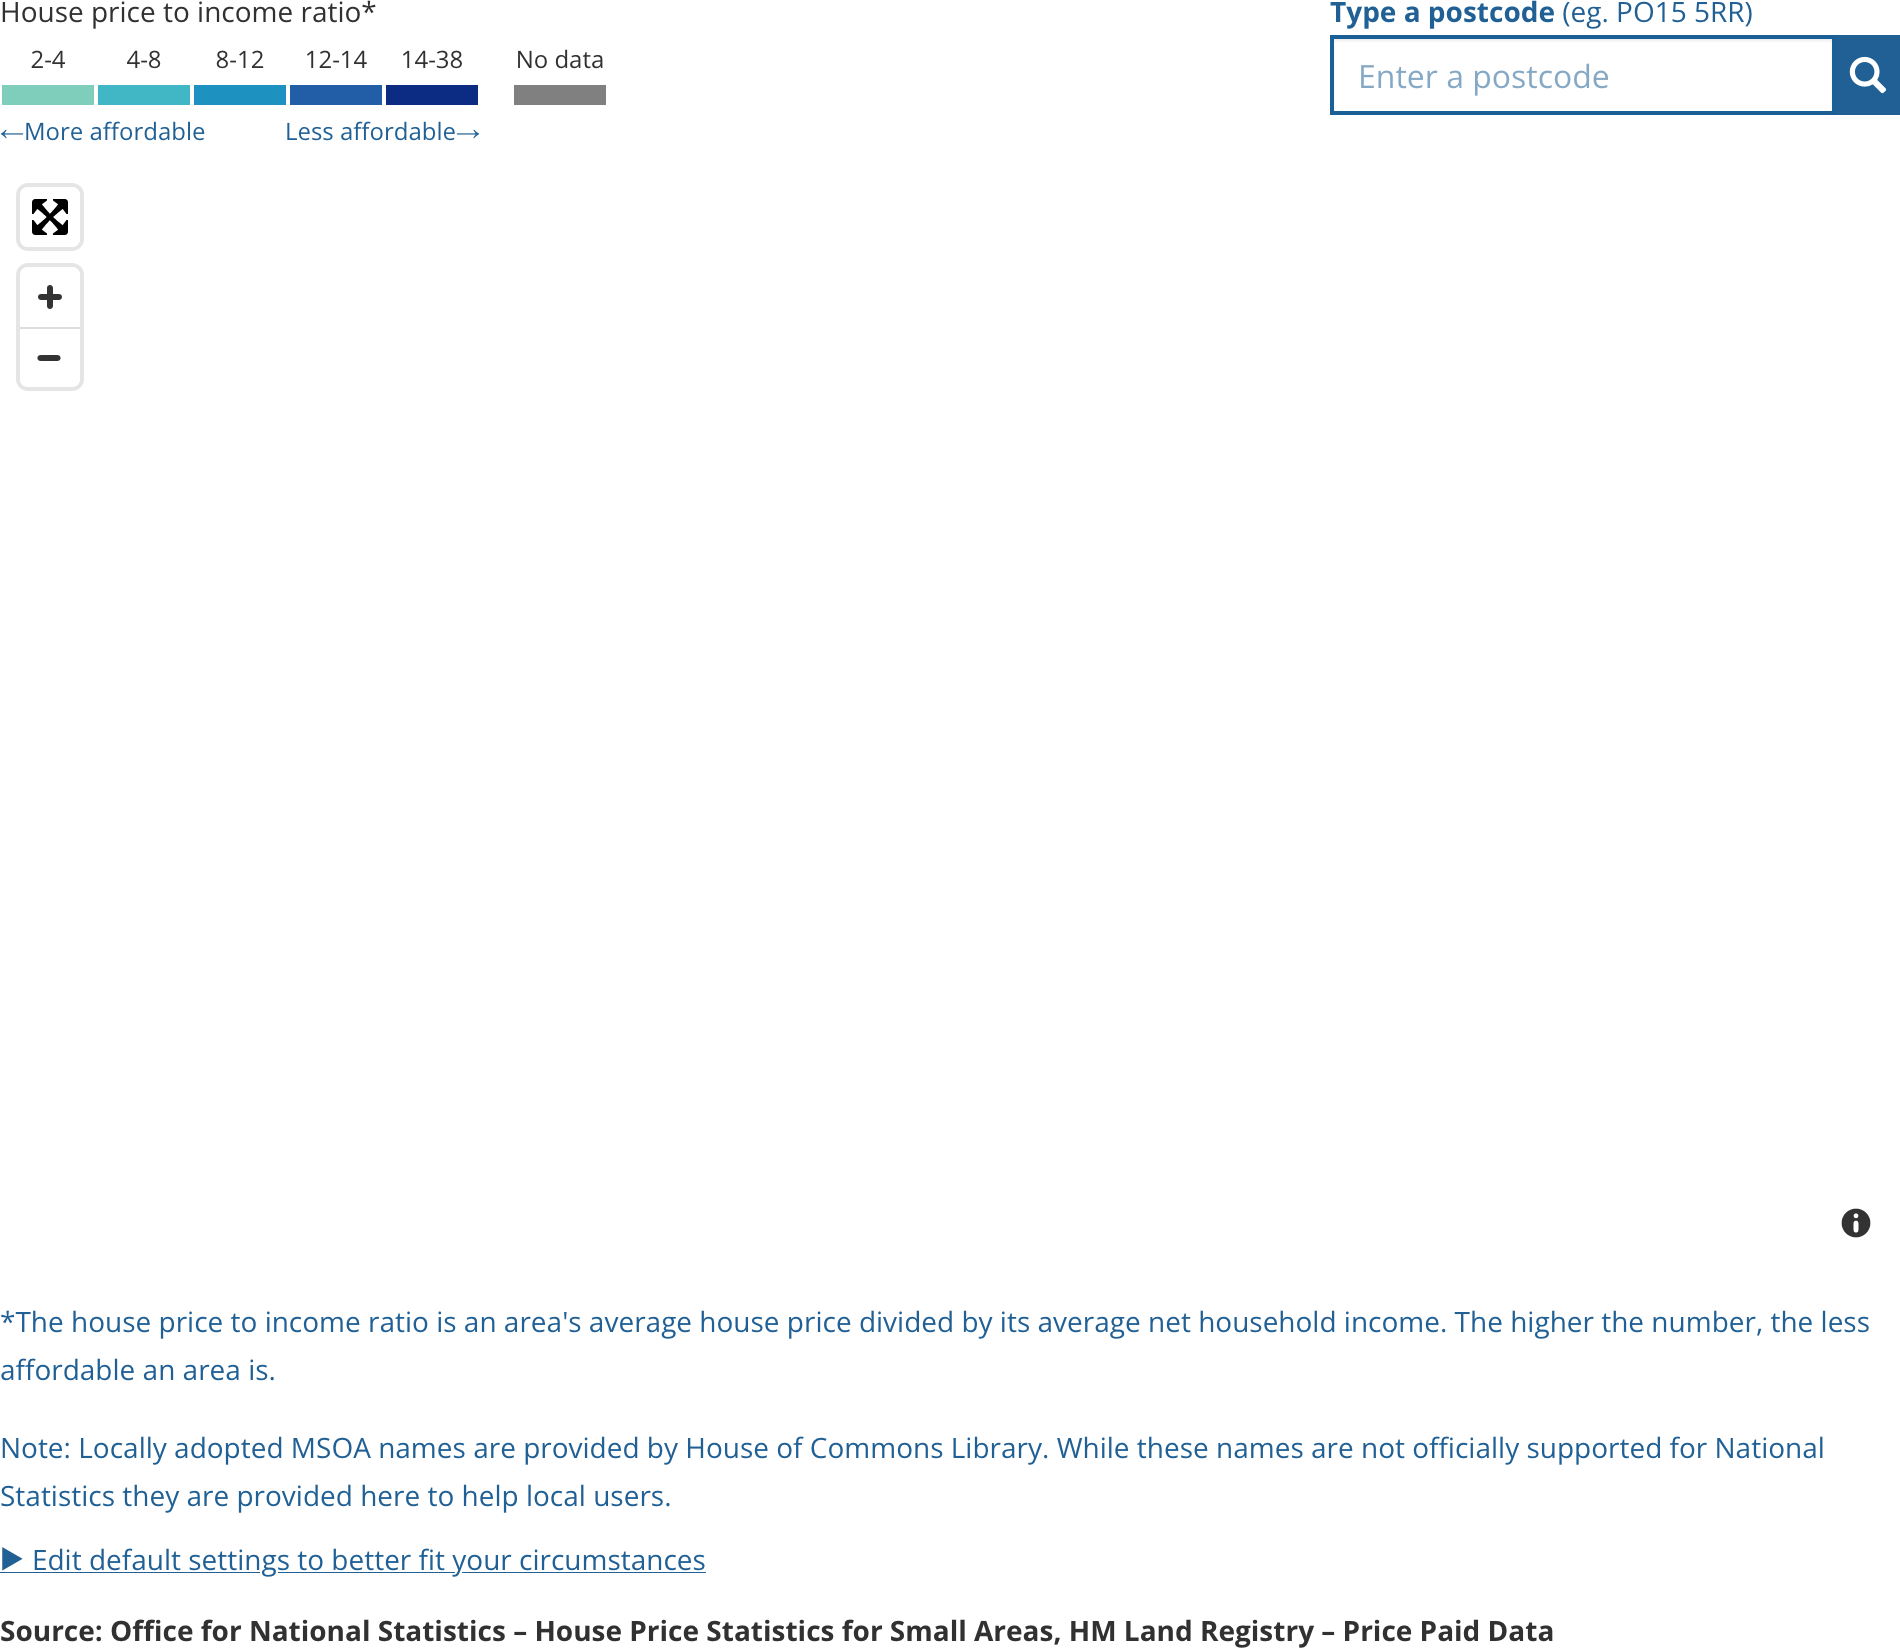 House price to income ratio*
Type a postcode (eg. PO15 5RR)
2-4 4-8 8-12 12-14 14-38 No data
Enter a postcode
←More affordable Less affordable→
*The house price to income ratio is an area's average house price divided by its average net household income. The higher the number, the less
affordable an area is.
Note: Locally adopted MSOA names are provided by House of Commons Library. While these names are not officially supported for National
Statistics they are provided here to help local users.
▶ Edit default settings to better fit your circumstances
Source: Office for National Statistics – House Price Statistics for Small Areas, HM Land Registry – Price Paid Data